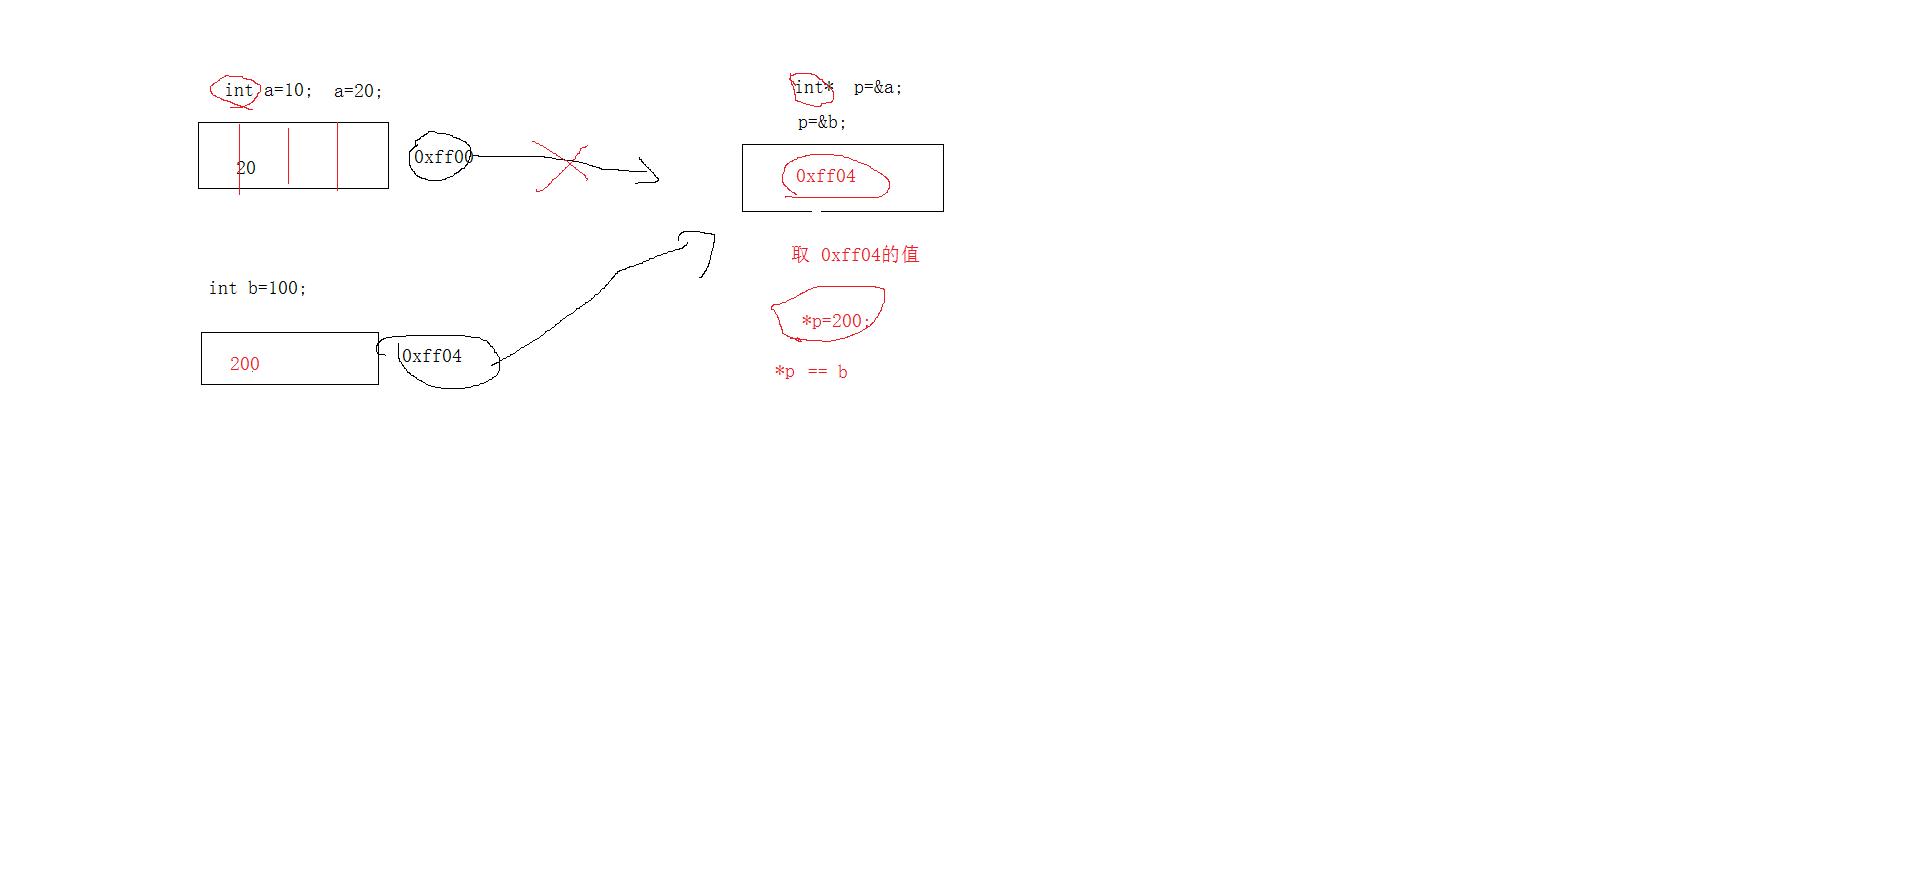 int a=10; a=20;
20
0xff00
int b=100;
200
0xff04
int* p=&a;
p=&b;
0xff04
取 0xff04的值
*p=200;
*p == b